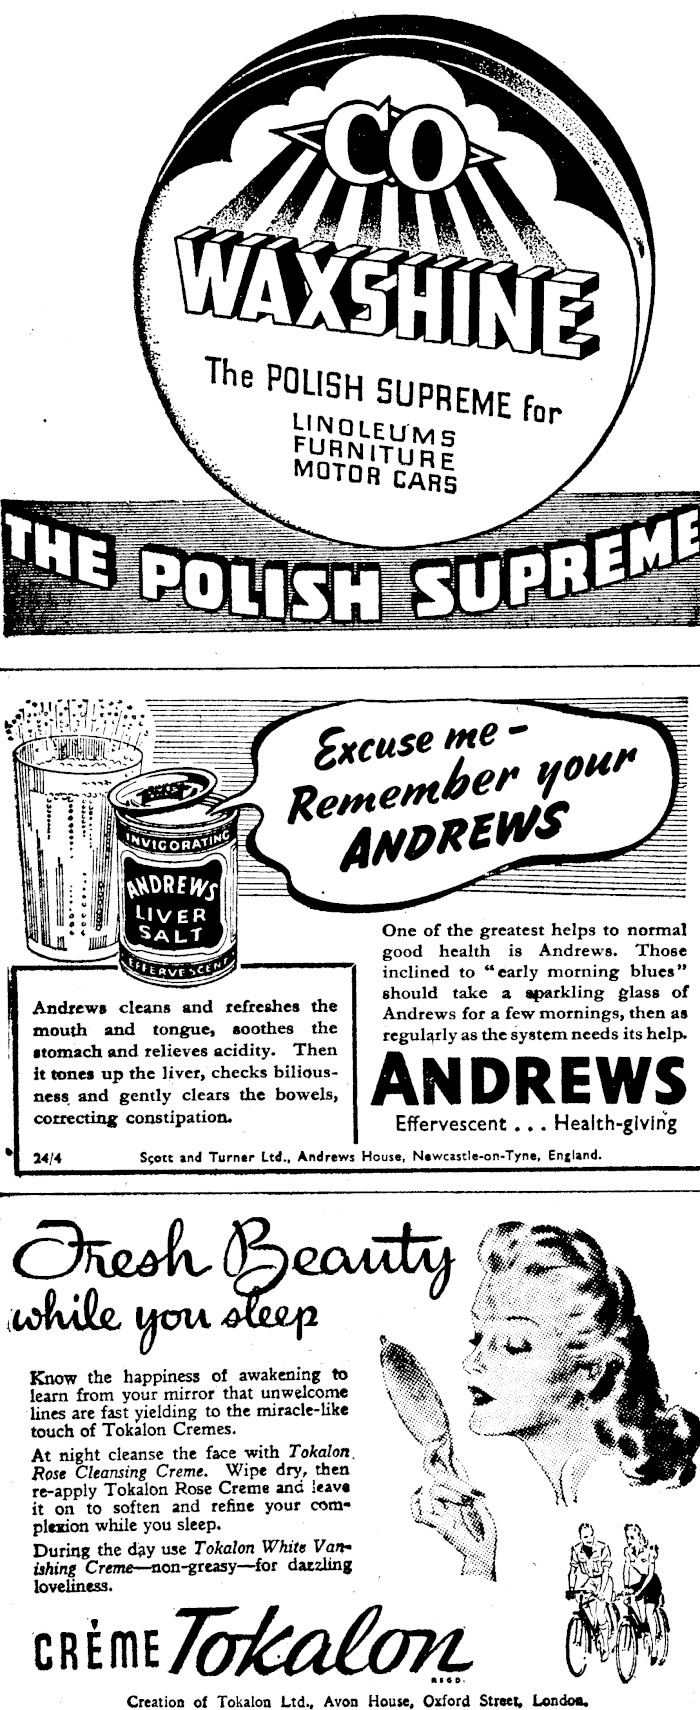 CO
WAXSHINE
The POLISH SUPREME for
LINOLEUMS
FURNITURE
MOTOR CARS
THE POLISH SUPREME
Excuse me –
Remember your
ANDREWS
INVIGORATING
ANDREWS
LIVER
SALT
EFFERVESCENT
Andrews cleans and refreshes the
mouth and tongue, soothes the
stomach and relieves acidity. Then
it tones up the liver, checks bilious-
ness and gently clears the bowels,
correcting constipation.
One of the greatest helps to normal
good health is Andrews. Those
inclined to "early morning blues"
should take a sparkling glass of
Andrews for a few mornings, then as
regularly as the system needs its help.
ANDREWS
Effervescent ... Health-giving
24/4 Scott and Turner Ltd., Andrews House, Newcastle-on-Tyne, England.
Fresh Beauty
while you sleep
Know the happiness of awakening to
learn from your mirror that unwelcome
lines are fast yielding to the miracle-like
touch of Tokalon Cremes.
At night cleanse the face with Tokalon
Rose Cleansing Creme. Wipe dry, then
re-apply Tokalon Rose Creme and leave
it on to soften and refine your com-
plexion while you sleep.
During the day use Tokalon White Van-
ishing Creme—non-greasy—for dazzling
loveliness.
CRÈME Tokalon
REGD.
Creation of Tokalon Ltd., Avon House, Oxford Street, London.